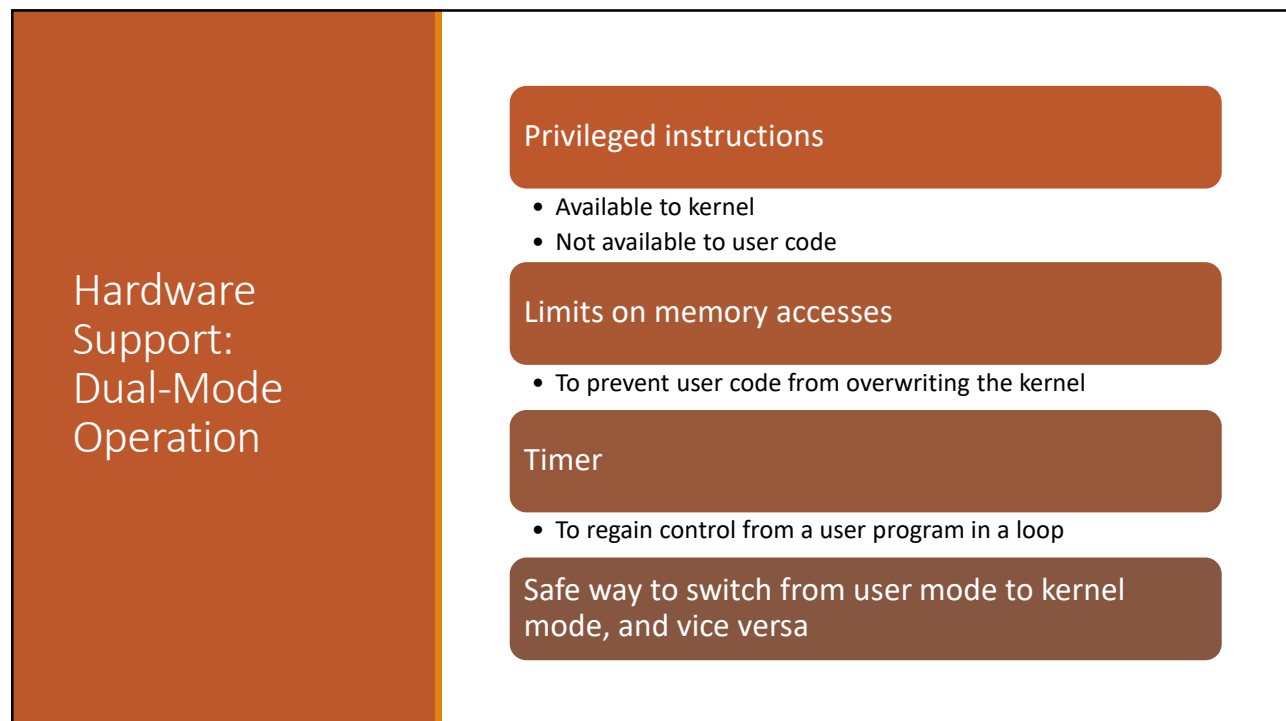 Hardware
Support:
Dual-Mode
Operation
Privileged instructions
• Available to kernel
• Not available to user code
Limits on memory accesses
• To prevent user code from overwriting the kernel
Timer
• To regain control from a user program in a loop
Safe way to switch from user mode to kernel
mode, and vice versa